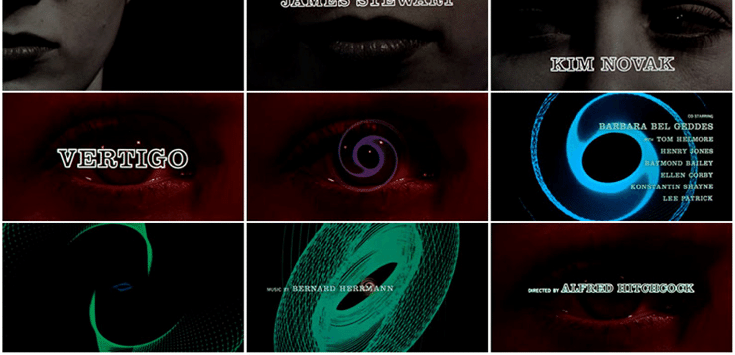 JAMES STEWART
KIM NOVAK
VERTIGO
CO-STARRING
BARBARA BEL GEDDES
WITH TOM HELMORE
HENRY JONES
RAYMOND BAILEY
ELLEN CORBY
KONSTANTIN SHAYNE
LEE PATRICK
MUSIC BY BERNARD HERRMANN
DIRECTED BY ALFRED HITCHCOCK